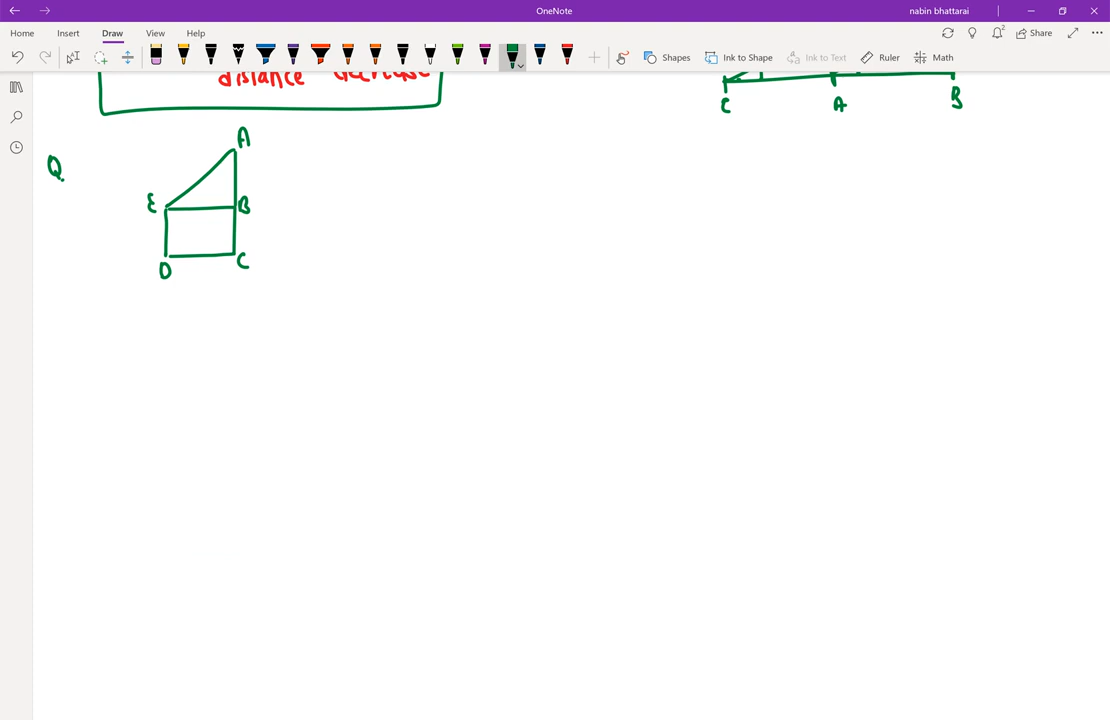 OneNote
nabin bhattarai
Home Insert Draw View Help
2 Share
Shapes Ink to Shape Ink to Text Ruler Math
distance decrease
C A B
A
Q.
E B
D C